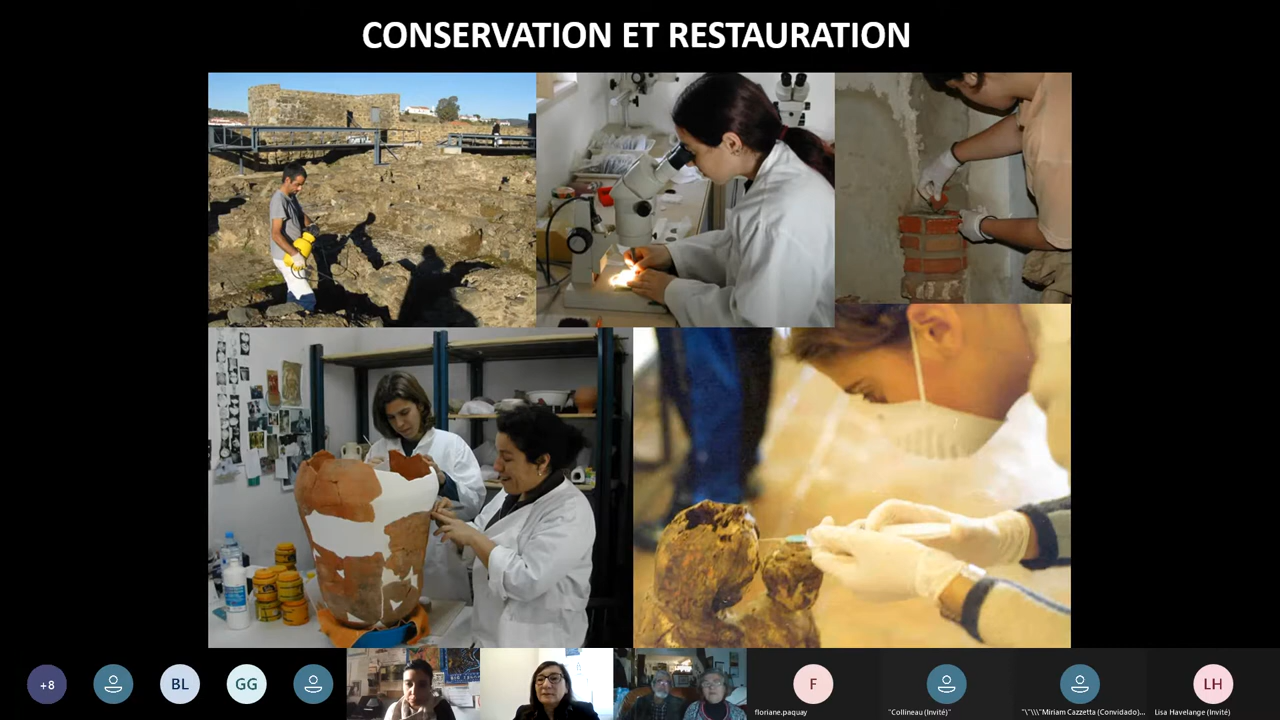 CONSERVATION ET RESTAURATION
+8
BL
GG
F
LH
floriane.paquay
"Collineau (Invité)"
"\"\\\"Miriam Cazzetta (Convidado)...
Lisa Havelange (Invité)